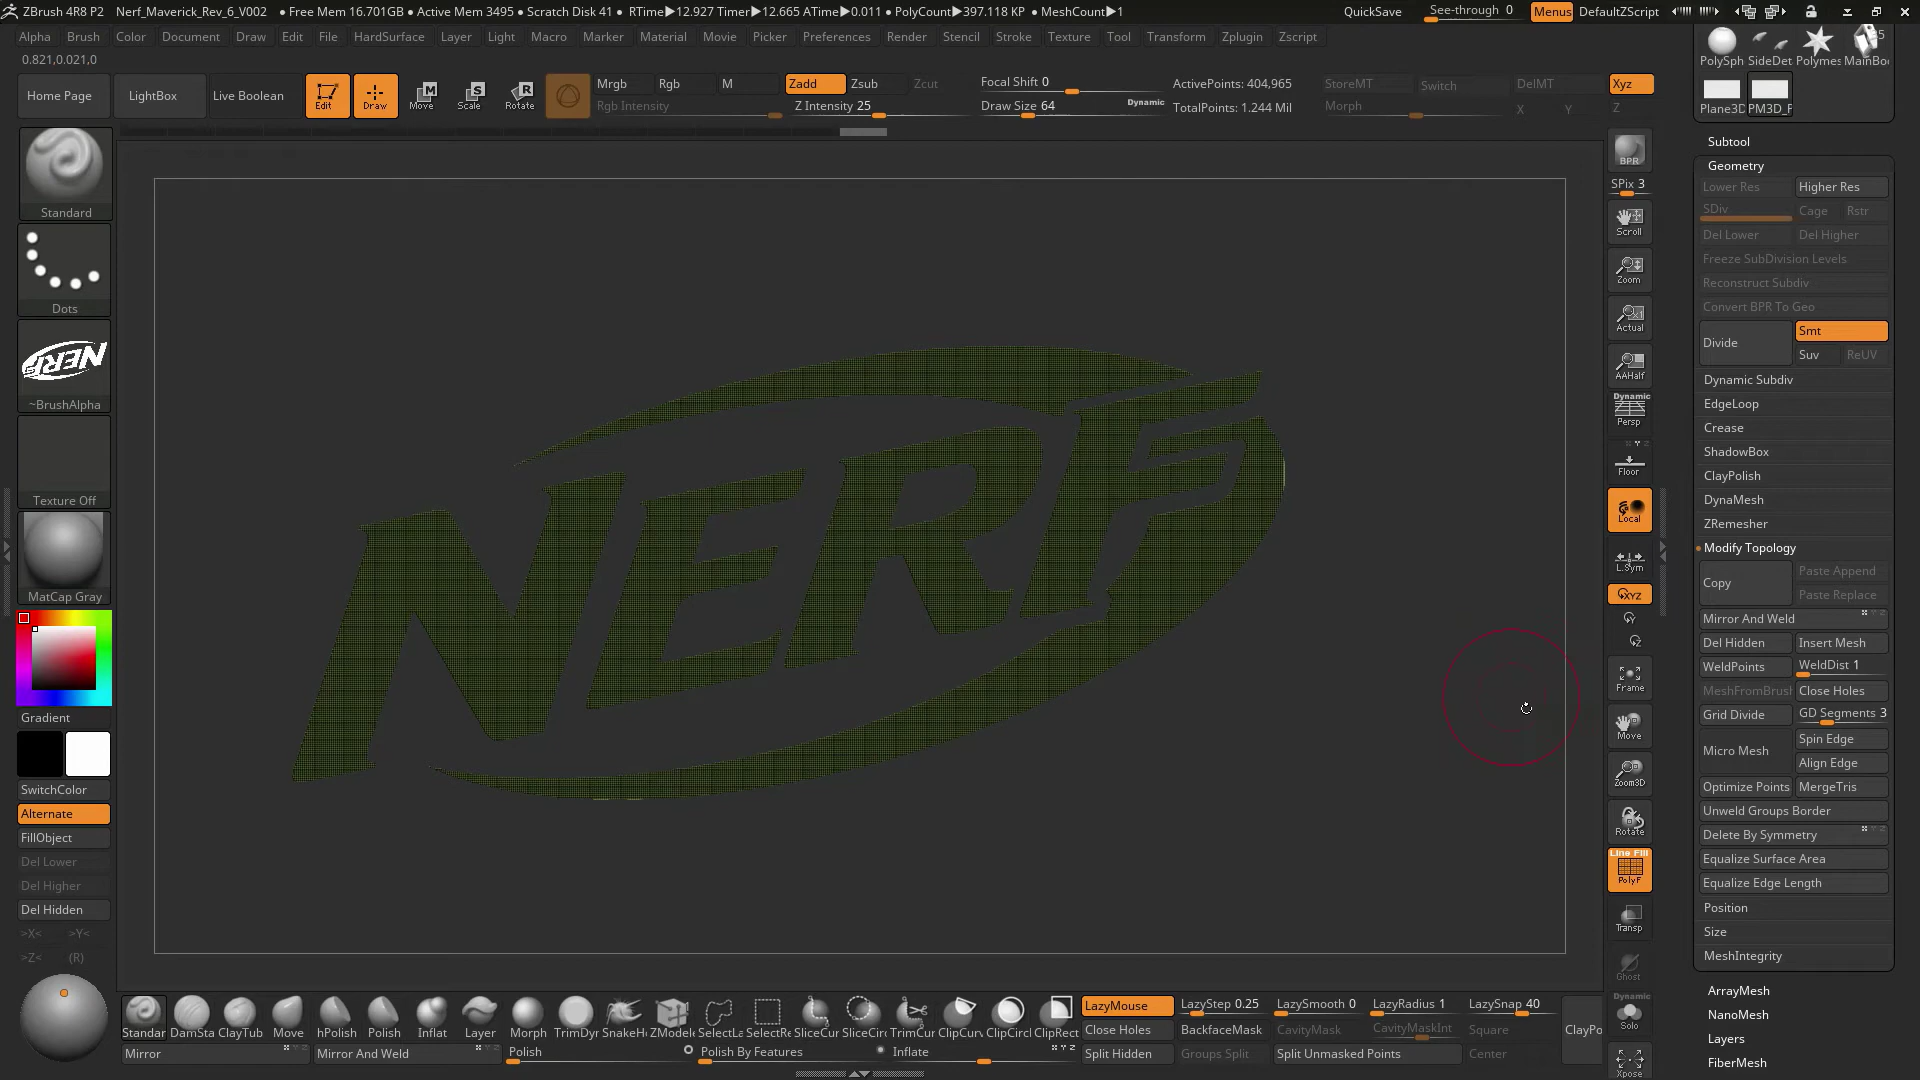 ZBrush 4R8 P2 Nerf_Maverick_Rev_6_V002 ● Free Mem 16.701GB ● Active Mem 3495 ● Scratch Disk 41 ● RTime▶12.927 Timer▶12.665 ATime▶0.011 ● PolyCount▶397.118 KP ● MeshCount▶1 QuickSave See-through 0 Menus DefaultZScript
Alpha Brush Color Document Draw Edit File HardSurface Layer Light Macro Marker Material Movie Picker Preferences Render Stencil Stroke Texture Tool Transform Zplugin Zscript
0.821,0.021,0
Home Page LightBox Live Boolean Edit Draw Move Scale Rotate
Mrgb Rgb M Zadd Zsub Zcut Focal Shift 0 ActivePoints: 404,965 StoreMT Switch DelMT Xyz
Rgb Intensity Z Intensity 25 Draw Size 64 Dynamic TotalPoints: 1.244 Mil Morph X Y Z
Standard
Dots
NERF
~BrushAlpha
Texture Off
MatCap Gray
Gradient
SwitchColor
Alternate
FillObject
Del Lower
Del Higher
Del Hidden
>X< >Y<
>Z< (R)
NERF
BPR
SPix 3
Scroll
Zoom
Actual
AAHalf
Dynamic
Persp
Floor
Local
L.Sym
XYZ
Frame
Move
Zoom3D
Rotate
Line Fill
PolyF
Transp
Ghost
Dynamic
Solo
Xpose
25
PolySph SideDet Polymes MainBod
Plane3D PM3D_F
Subtool
Geometry
Lower Res Higher Res
SDiv Cage Rstr
Del Lower Del Higher
Freeze SubDivision Levels
Reconstruct Subdiv
Convert BPR To Geo
Divide Smt
Suv ReUV
Dynamic Subdiv
EdgeLoop
Crease
ShadowBox
ClayPolish
DynaMesh
ZRemesher
Modify Topology
Copy Paste Append
Paste Replace
Mirror And Weld
Del Hidden Insert Mesh
WeldPoints WeldDist 1
MeshFromBrush Close Holes
Grid Divide GD Segments 3
Micro Mesh Spin Edge
Align Edge
Optimize Points MergeTris
Unweld Groups Border
Delete By Symmetry
Equalize Surface Area
Equalize Edge Length
Position
Size
MeshIntegrity
ArrayMesh
NanoMesh
Layers
FiberMesh
Standar DamSta ClayTub Move hPolish Polish Inflat Layer Morph TrimDyr SnakeH ZModele SelectLa SelectRe SliceCur SliceCirc TrimCur ClipCurv ClipCircl ClipRect
LazyMouse LazyStep 0.25 LazySmooth 0 LazyRadius 1 LazySnap 40
Close Holes BackfaceMask CavityMask CavityMaskInt Square ClayPo
Mirror Mirror And Weld Polish Polish By Features Inflate Split Hidden Groups Split Split Unmasked Points Center